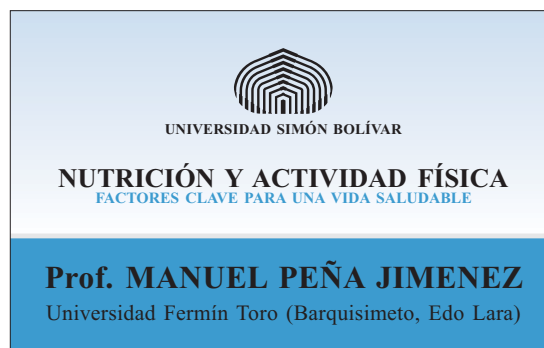 UNIVERSIDAD SIMÓN BOLÍVAR
NUTRICIÓN Y ACTIVIDAD FÍSICA
FACTORES CLAVE PARA UNA VIDA SALUDABLE
Prof. MANUEL PEÑA JIMENEZ
Universidad Fermín Toro (Barquisimeto, Edo Lara)